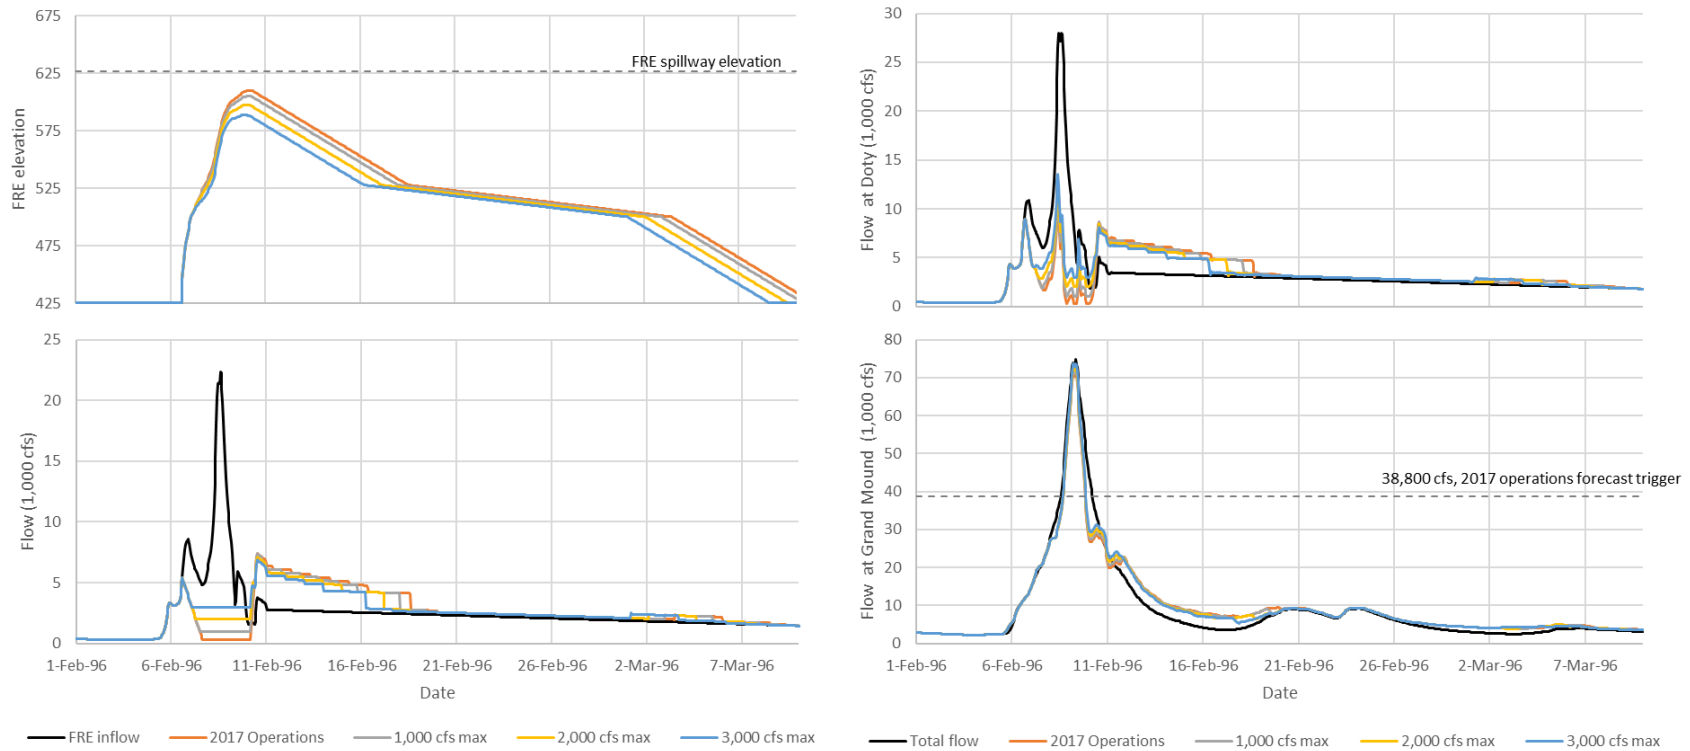 675
625
575
525
475
425
FRE elevation
FRE spillway elevation
30
25
20
15
10
5
0
Flow at Doty (1,000 cfs)
25
20
15
10
5
0
Flow (1,000 cfs)
1-Feb-96 6-Feb-96 11-Feb-96 16-Feb-96 21-Feb-96 26-Feb-96 2-Mar-96 7-Mar-96
Date
FRE inflow 2017 Operations 1,000 cfs max 2,000 cfs max 3,000 cfs max
80
70
60
50
40
30
20
10
0
Flow at Grand Mound (1,000 cfs)
38,800 cfs, 2017 operations forecast trigger
1-Feb-96 6-Feb-96 11-Feb-96 16-Feb-96 21-Feb-96 26-Feb-96 2-Mar-96 7-Mar-96
Date
Total flow 2017 Operations 1,000 cfs max 2,000 cfs max 3,000 cfs max